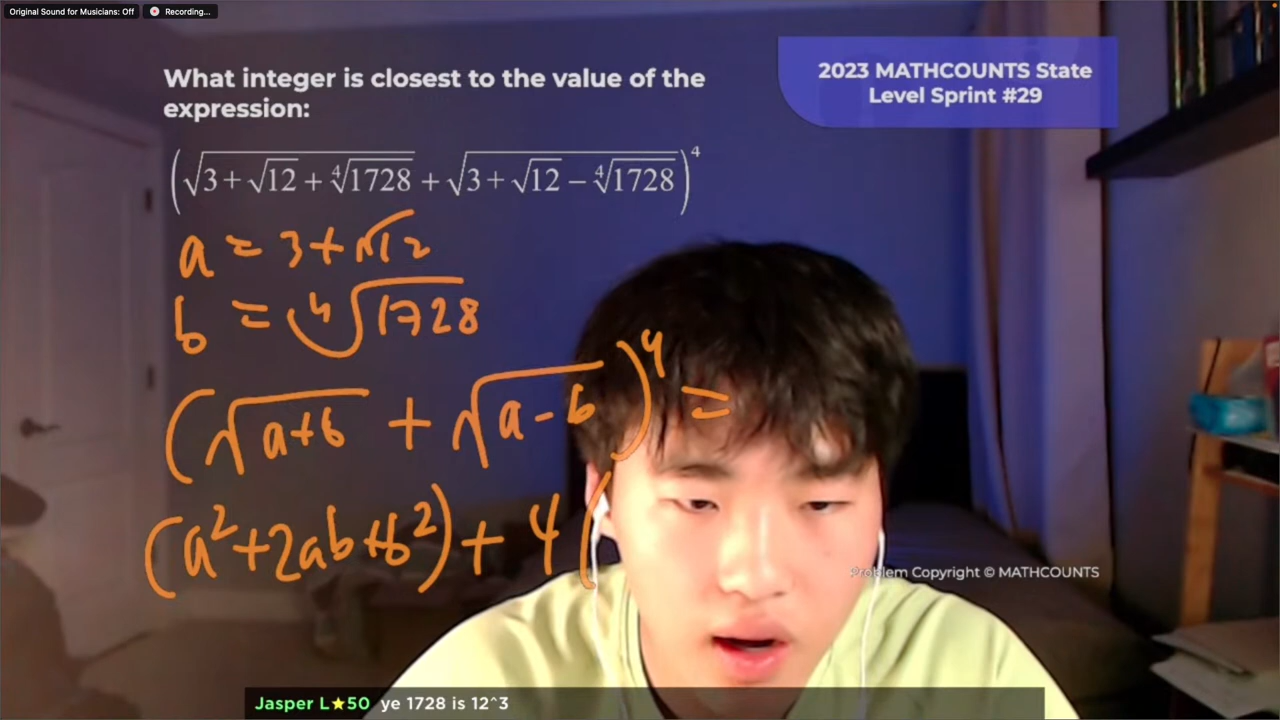 Original Sound for Musicians: Off
Recording...
What integer is closest to the value of the
expression:
2023 MATHCOUNTS State
Level Sprint #29
(√(3 + √12 + ∜1728) + √(3 + √12 − ∜1728))⁴
a = 3 + √12
b = ∜1728
(√(a+b) + √(a-b))⁴ =
(a² + 2ab + b²) + 4(
Problem Copyright © MATHCOUNTS
Jasper L★50 ye 1728 is 12^3